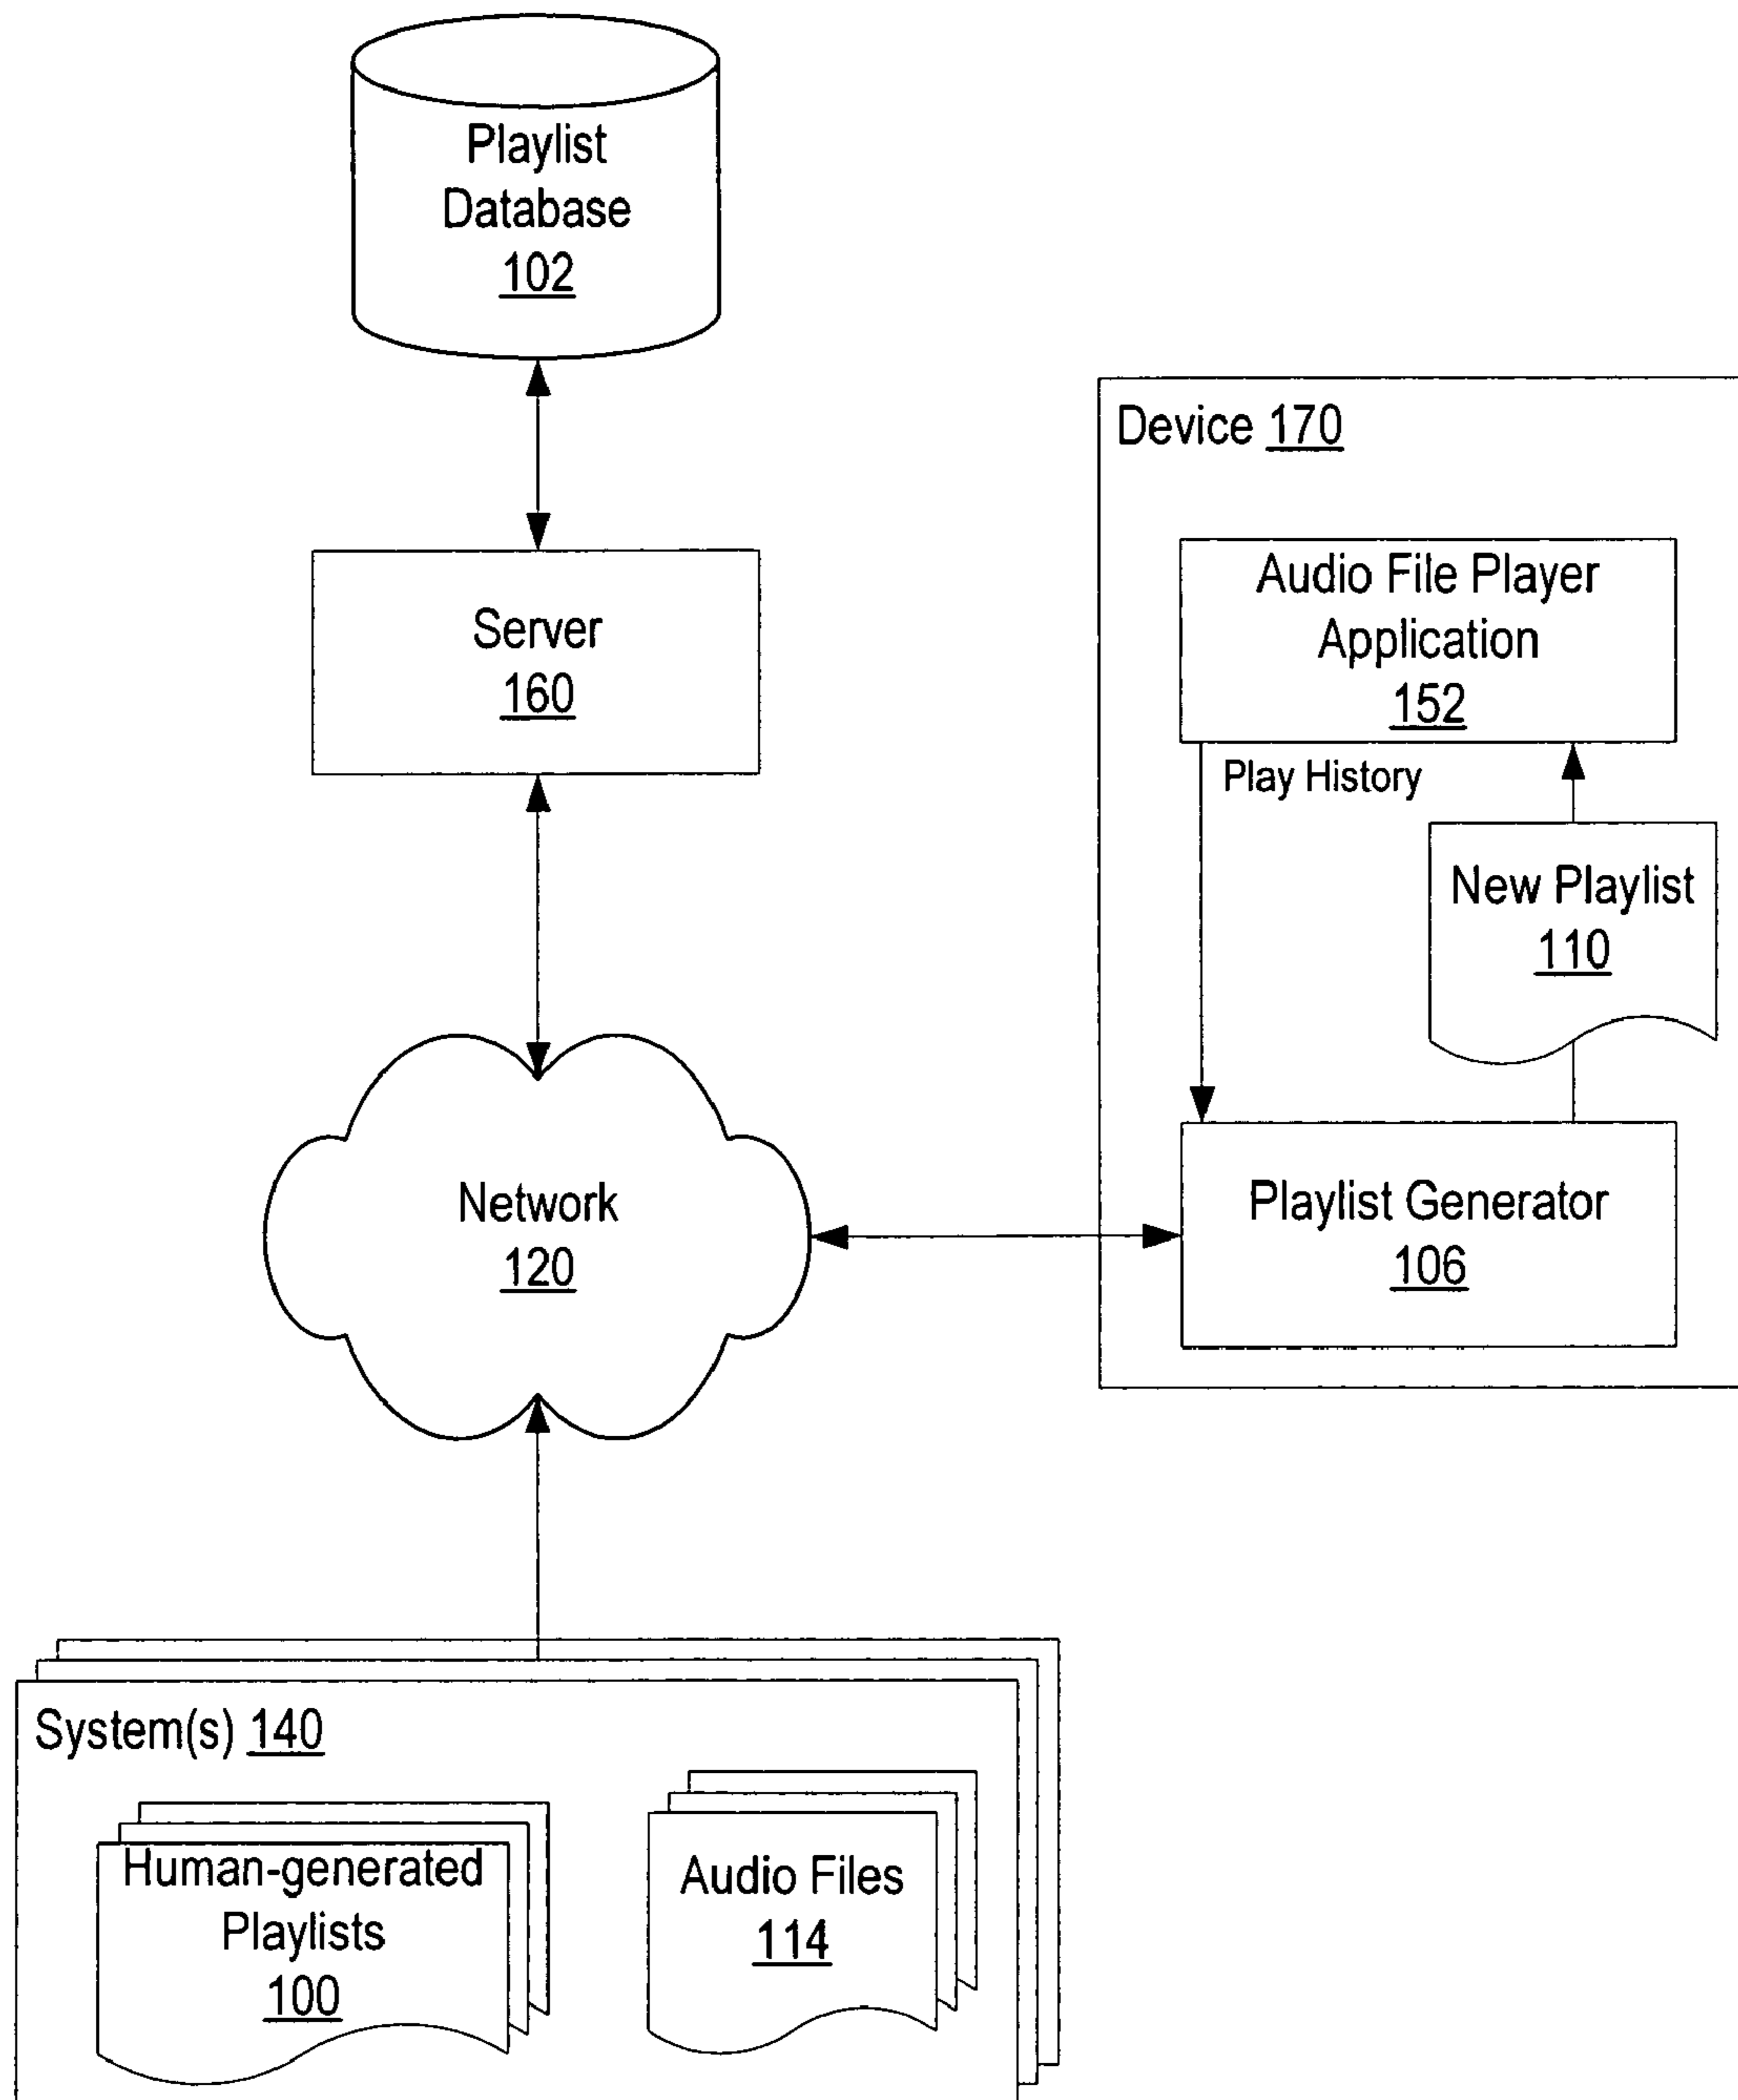 Playlist
Database
102
Device 170
Audio File Player
Application
152
Server
160
Play History
New Playlist
110
Network
120
Playlist Generator
106
System(s) 140
Human-generated
Playlists
100
Audio Files
114